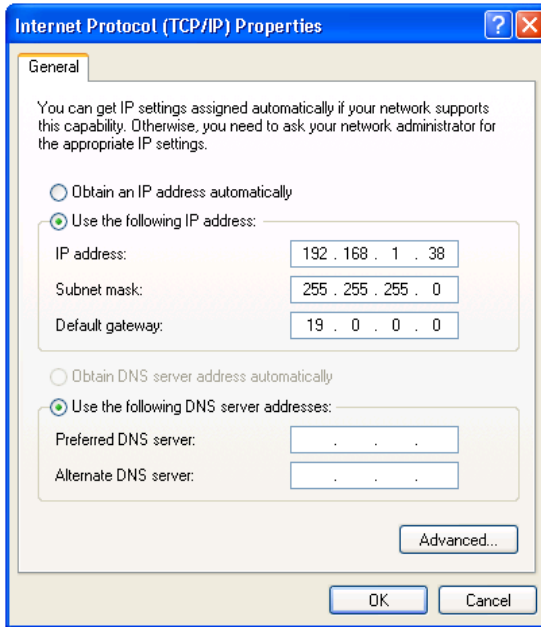 Internet Protocol (TCP/IP) Properties
General
You can get IP settings assigned automatically if your network supports
this capability. Otherwise, you need to ask your network administrator for
the appropriate IP settings.
Obtain an IP address automatically
Use the following IP address:
IP address: 192 . 168 . 1 . 38
Subnet mask: 255 . 255 . 255 . 0
Default gateway: 19 . 0 . 0 . 0
Obtain DNS server address automatically
Use the following DNS server addresses:
Preferred DNS server: . . .
Alternate DNS server: . . .
Advanced...
OK Cancel